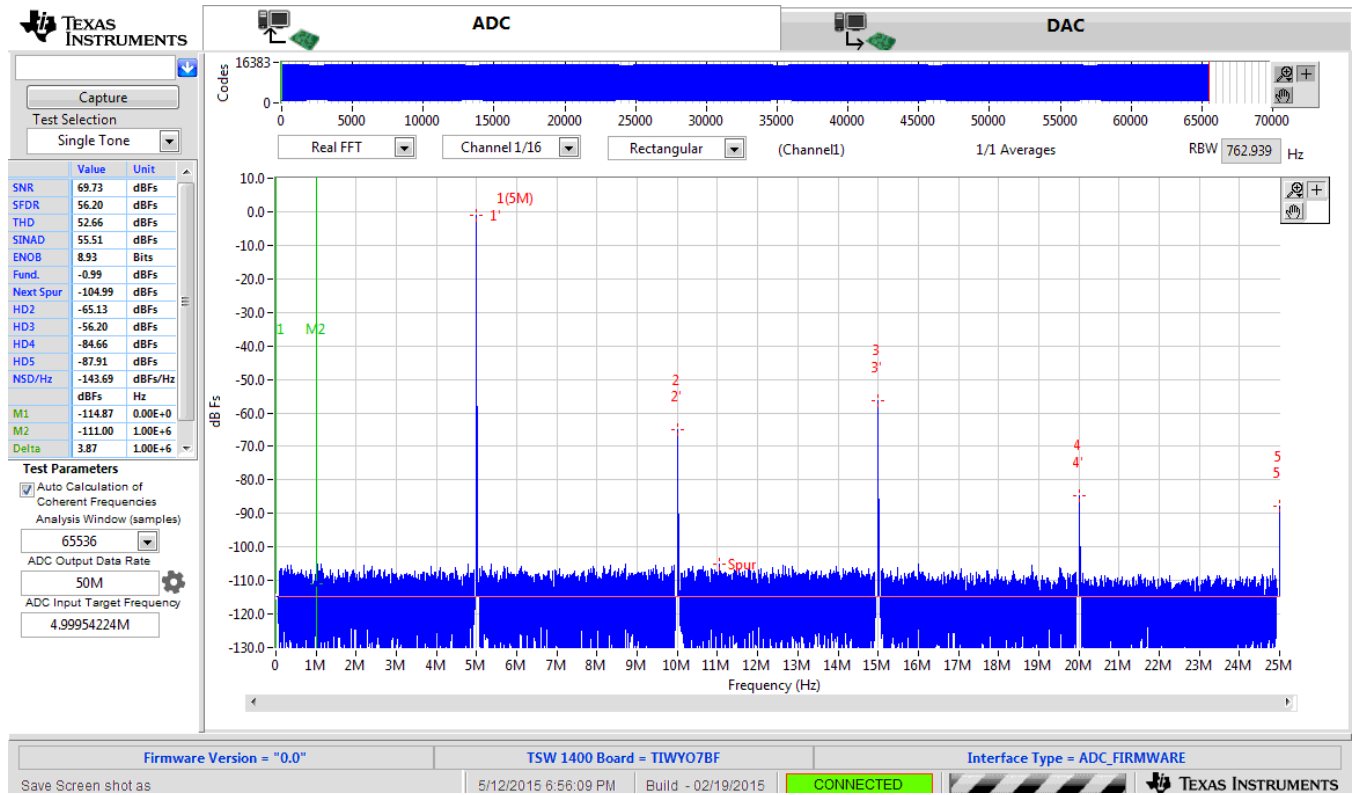 TEXAS INSTRUMENTS
ADC
DAC
Capture
Test Selection
Single Tone
Codes
16383
0
0 5000 10000 15000 20000 25000 30000 35000 40000 45000 50000 55000 60000 65000 70000
Real FFT
Channel 1/16
Rectangular
(Channel1)
1/1 Averages
RBW 762.939 Hz
Value Unit
SNR 69.73 dBFs
SFDR 56.20 dBFs
THD 52.66 dBFs
SINAD 55.51 dBFs
ENOB 8.93 Bits
Fund. -0.99 dBFs
Next Spur -104.99 dBFs
HD2 -65.13 dBFs
HD3 -56.20 dBFs
HD4 -84.66 dBFs
HD5 -87.91 dBFs
NSD/Hz -143.69 dBFs/Hz
dBFs Hz
M1 -114.87 0.00E+0
M2 -111.00 1.00E+6
Delta 3.87 1.00E+6
Test Parameters
Auto Calculation of
Coherent Frequencies
Analysis Window (samples)
65536
ADC Output Data
Rate
50M
ADC Input Target Frequency
4.99954224M
dB Fs
10.0
0.0
-10.0
-20.0
-30.0
-40.0
-50.0
-60.0
-70.0
-80.0
-90.0
-100.0
-110.0
-120.0
-130.0
1(5M)
1'
1 M2
2
2'
3
3'
4
4'
5
5
Spur
0 1M 2M 3M 4M 5M 6M 7M 8M 9M 10M 11M 12M 13M 14M 15M 16M 17M 18M 19M 20M 21M 22M 23M 24M 25M
Frequency (Hz)
Firmware Version = "0.0"
TSW 1400 Board = TIWYO7BF
Interface Type = ADC_FIRMWARE
Save Screen shot as
5/12/2015 6:56:09 PM
Build - 02/19/2015
CONNECTED
TEXAS INSTRUMENTS